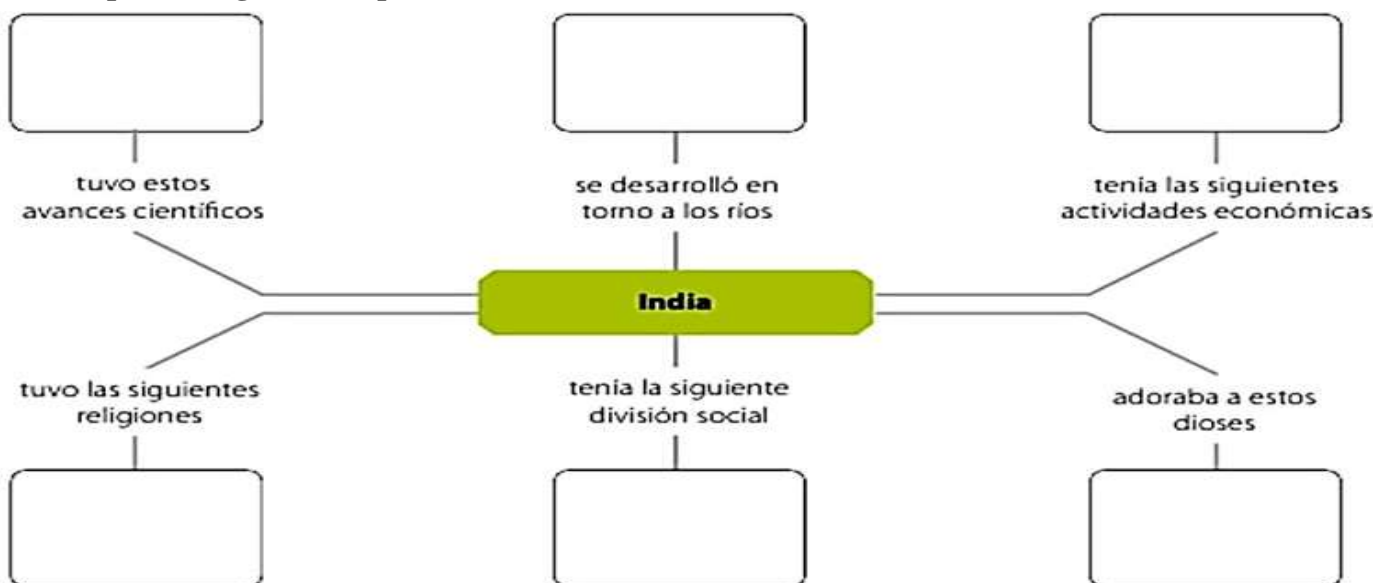 tuvo estos
avances científicos
se desarrolló en
torno a los ríos
tenía las siguientes
actividades económicas
India
tuvo las siguientes
religiones
tenía la siguiente
división social
adoraba a estos
dioses